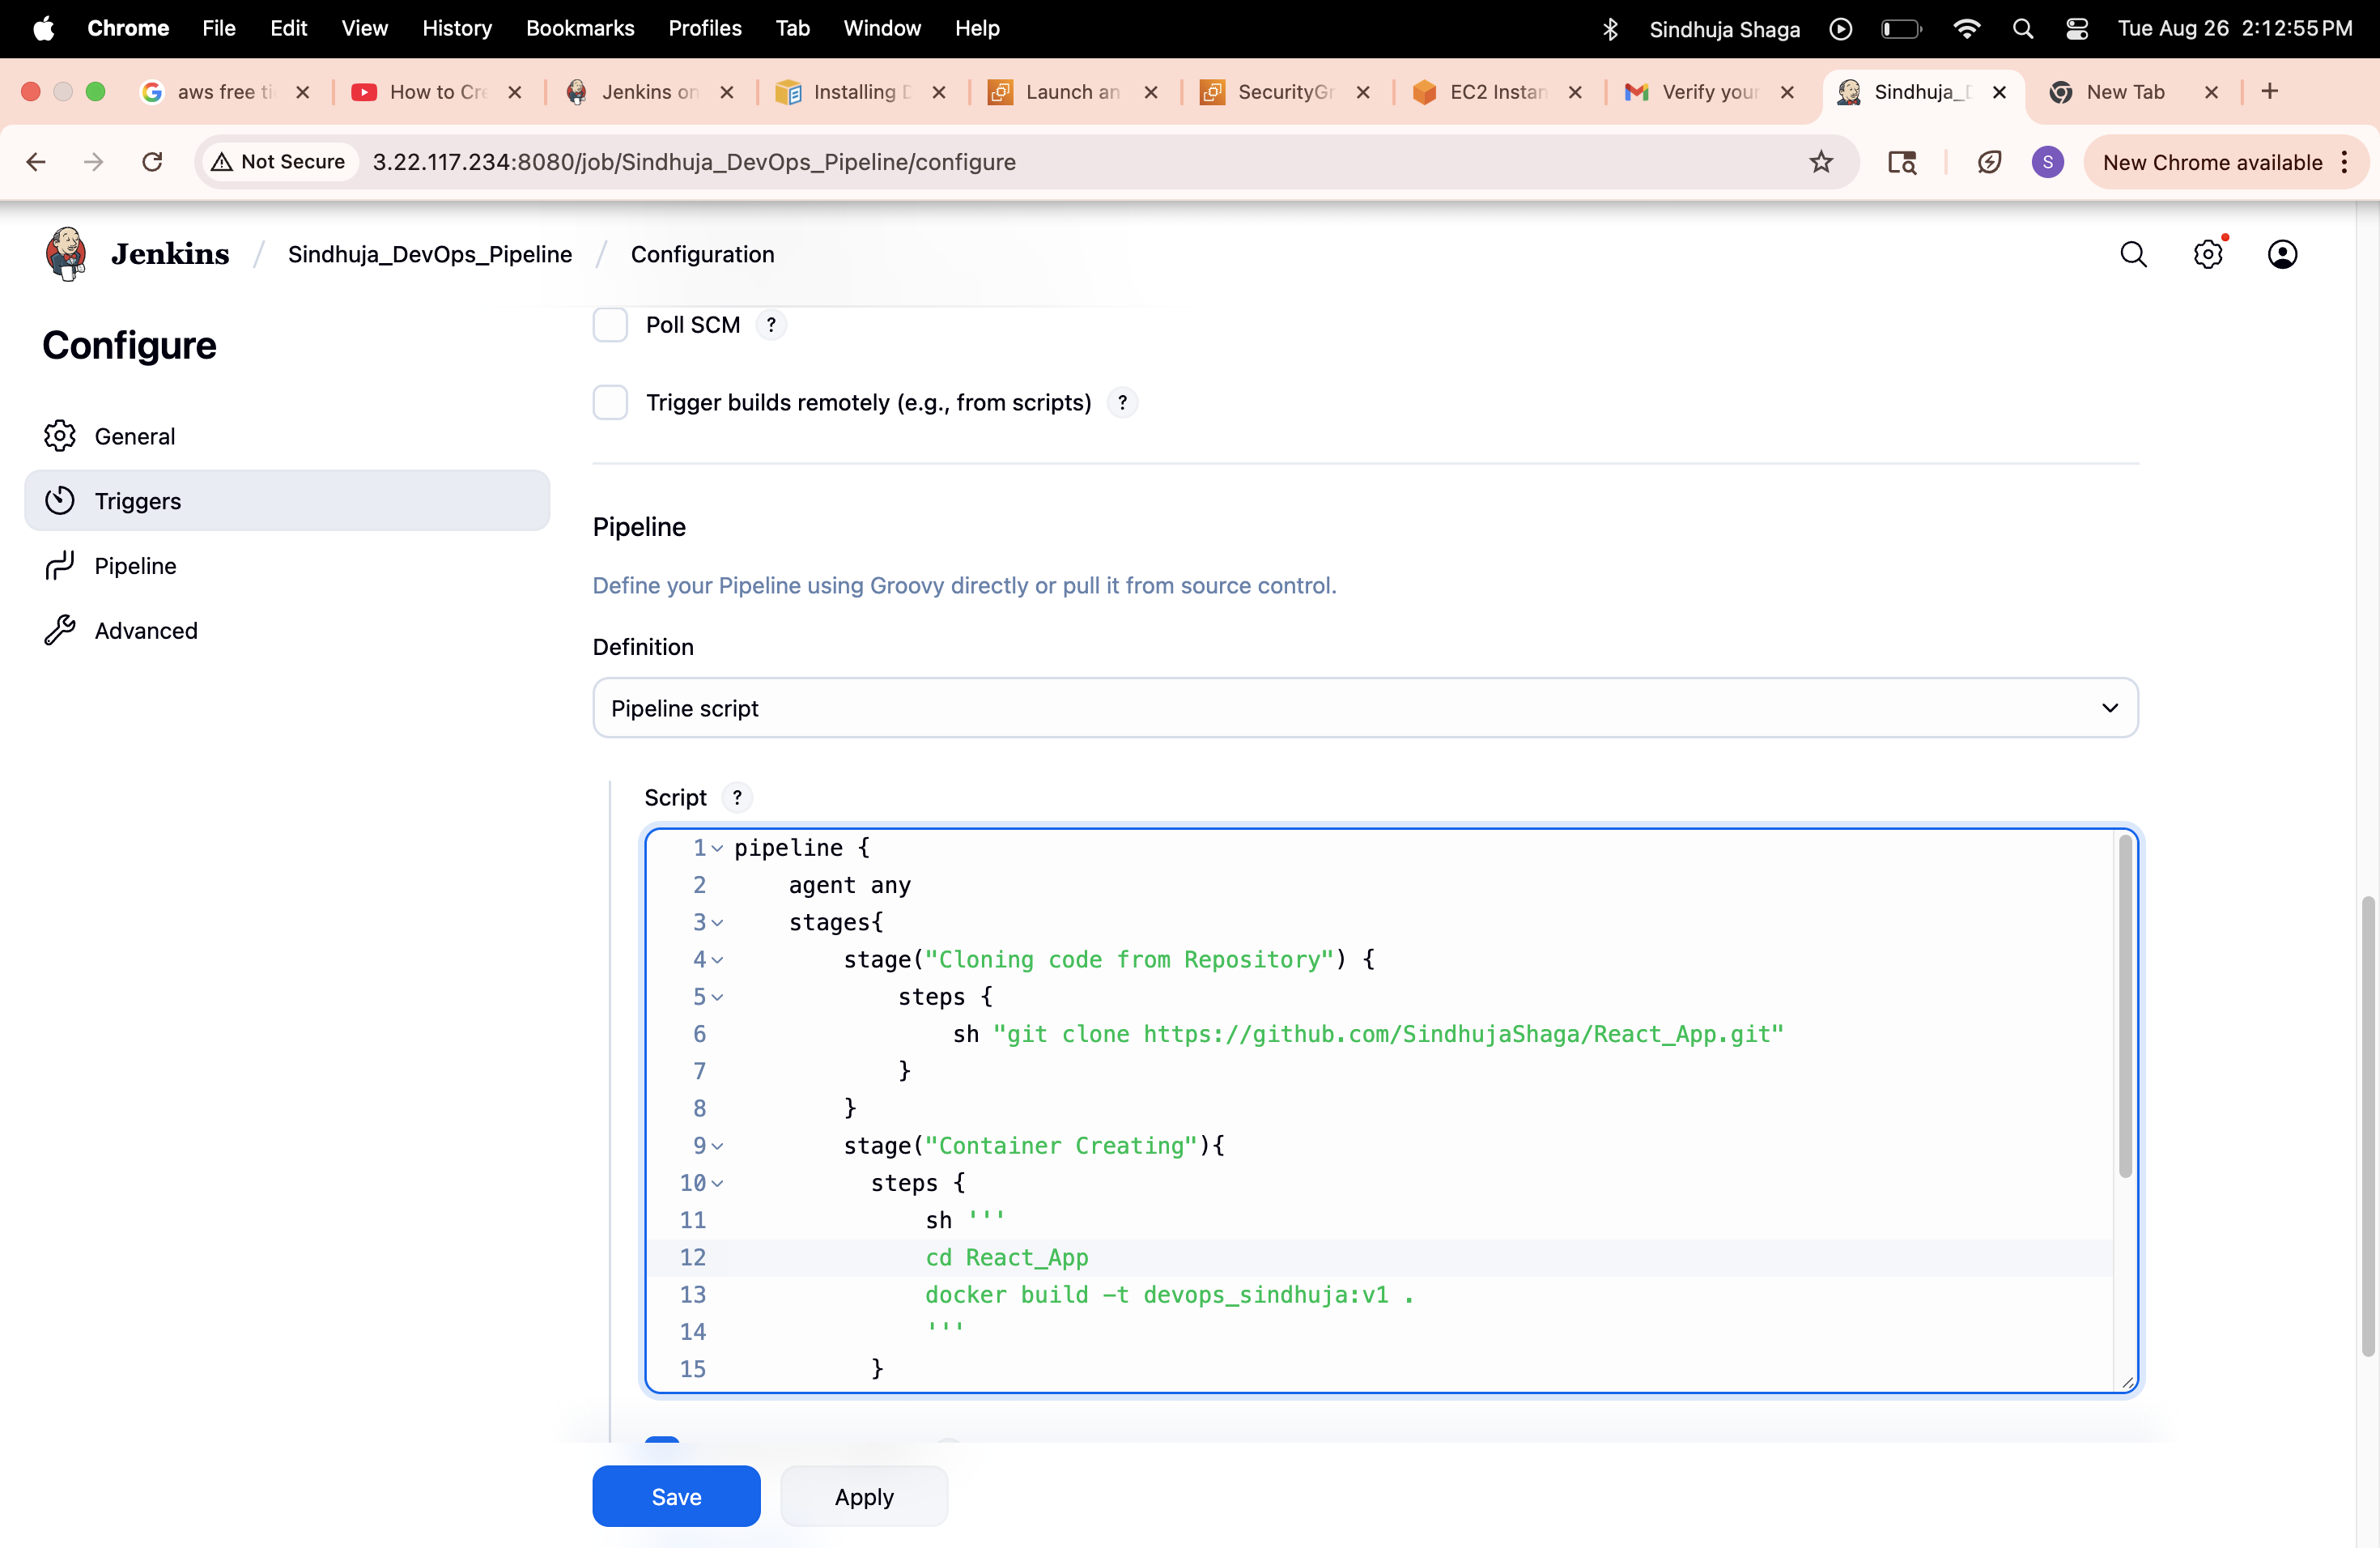 Chrome File Edit View History Bookmarks Profiles Tab Window Help Sindhuja Shaga Tue Aug 26 2:12:55 PM
aws free ti How to Cre Jenkins on Installing D Launch an SecurityGr EC2 Instan Verify your Sindhuja_D New Tab
Not Secure 3.22.117.234:8080/job/Sindhuja_DevOps_Pipeline/configure S New Chrome available
Jenkins / Sindhuja_DevOps_Pipeline / Configuration
Configure
General
Triggers
Pipeline
Advanced
Poll SCM ?
Trigger builds remotely (e.g., from scripts) ?
Pipeline
Define your Pipeline using Groovy directly or pull it from source control.
Definition
Pipeline script
Script ?
1 pipeline {
2 agent any
3 stages{
4 stage("Cloning code from Repository") {
5 steps {
6 sh "git clone https://github.com/SindhujaShaga/React_App.git"
7 }
8 }
9 stage("Container Creating"){
10 steps {
11 sh '''
12 cd React_App
13 docker build -t devops_sindhuja:v1 .
14 '''
15 }
Save Apply